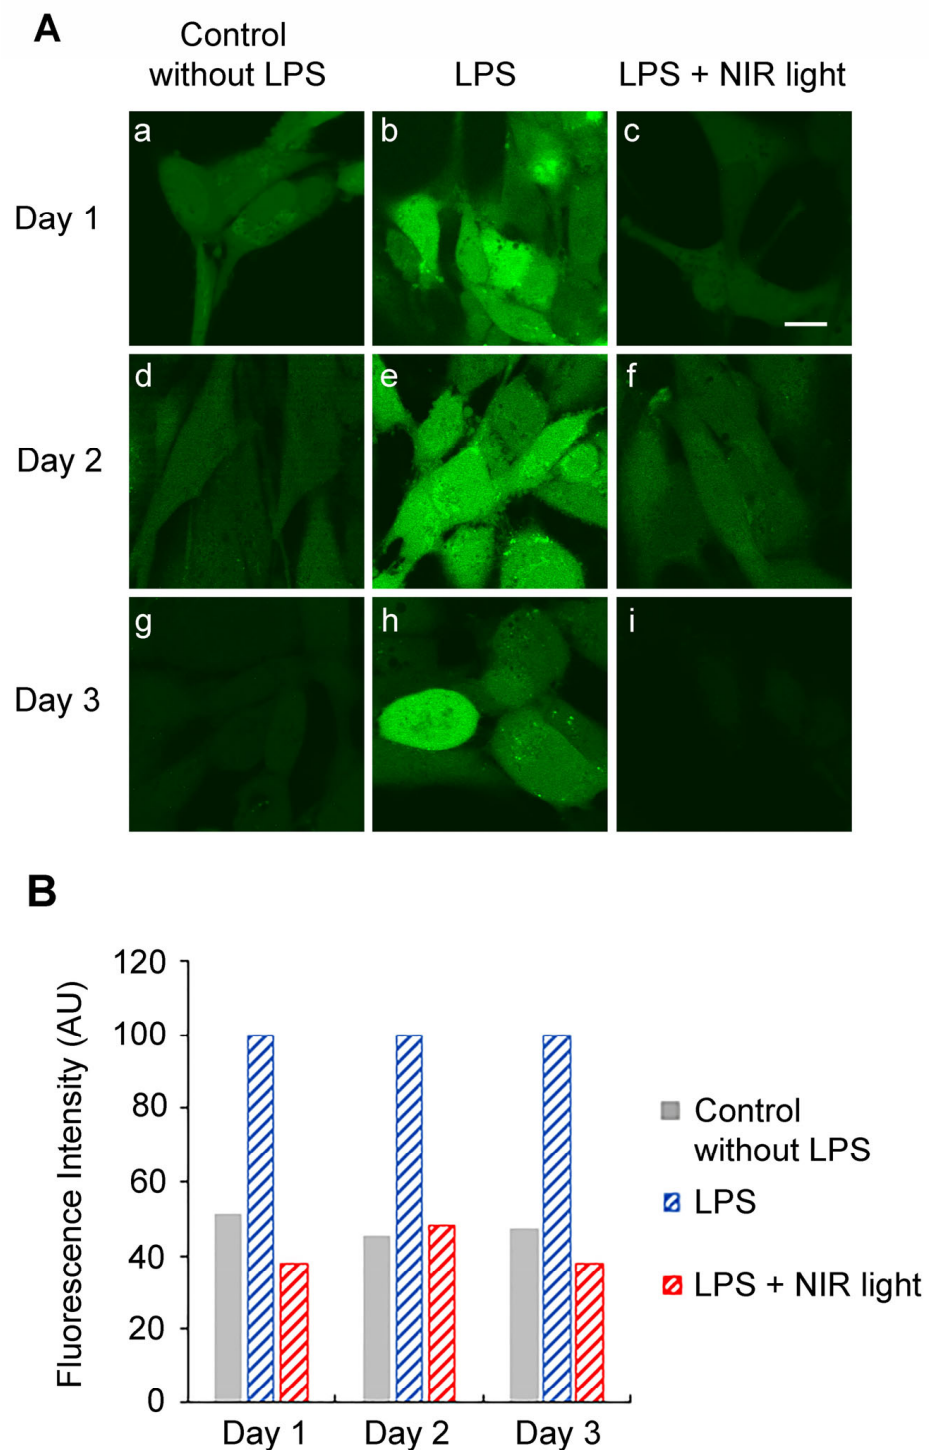 A
Control
without LPS
LPS
LPS + NIR light
Day 1
a
b
c
Day 2
d
e
f
Day 3
g
h
i
B
Fluorescence Intensity (AU)
120
100
80
60
40
20
0
Day 1
Day 2
Day 3
Control
without LPS
LPS
LPS + NIR light